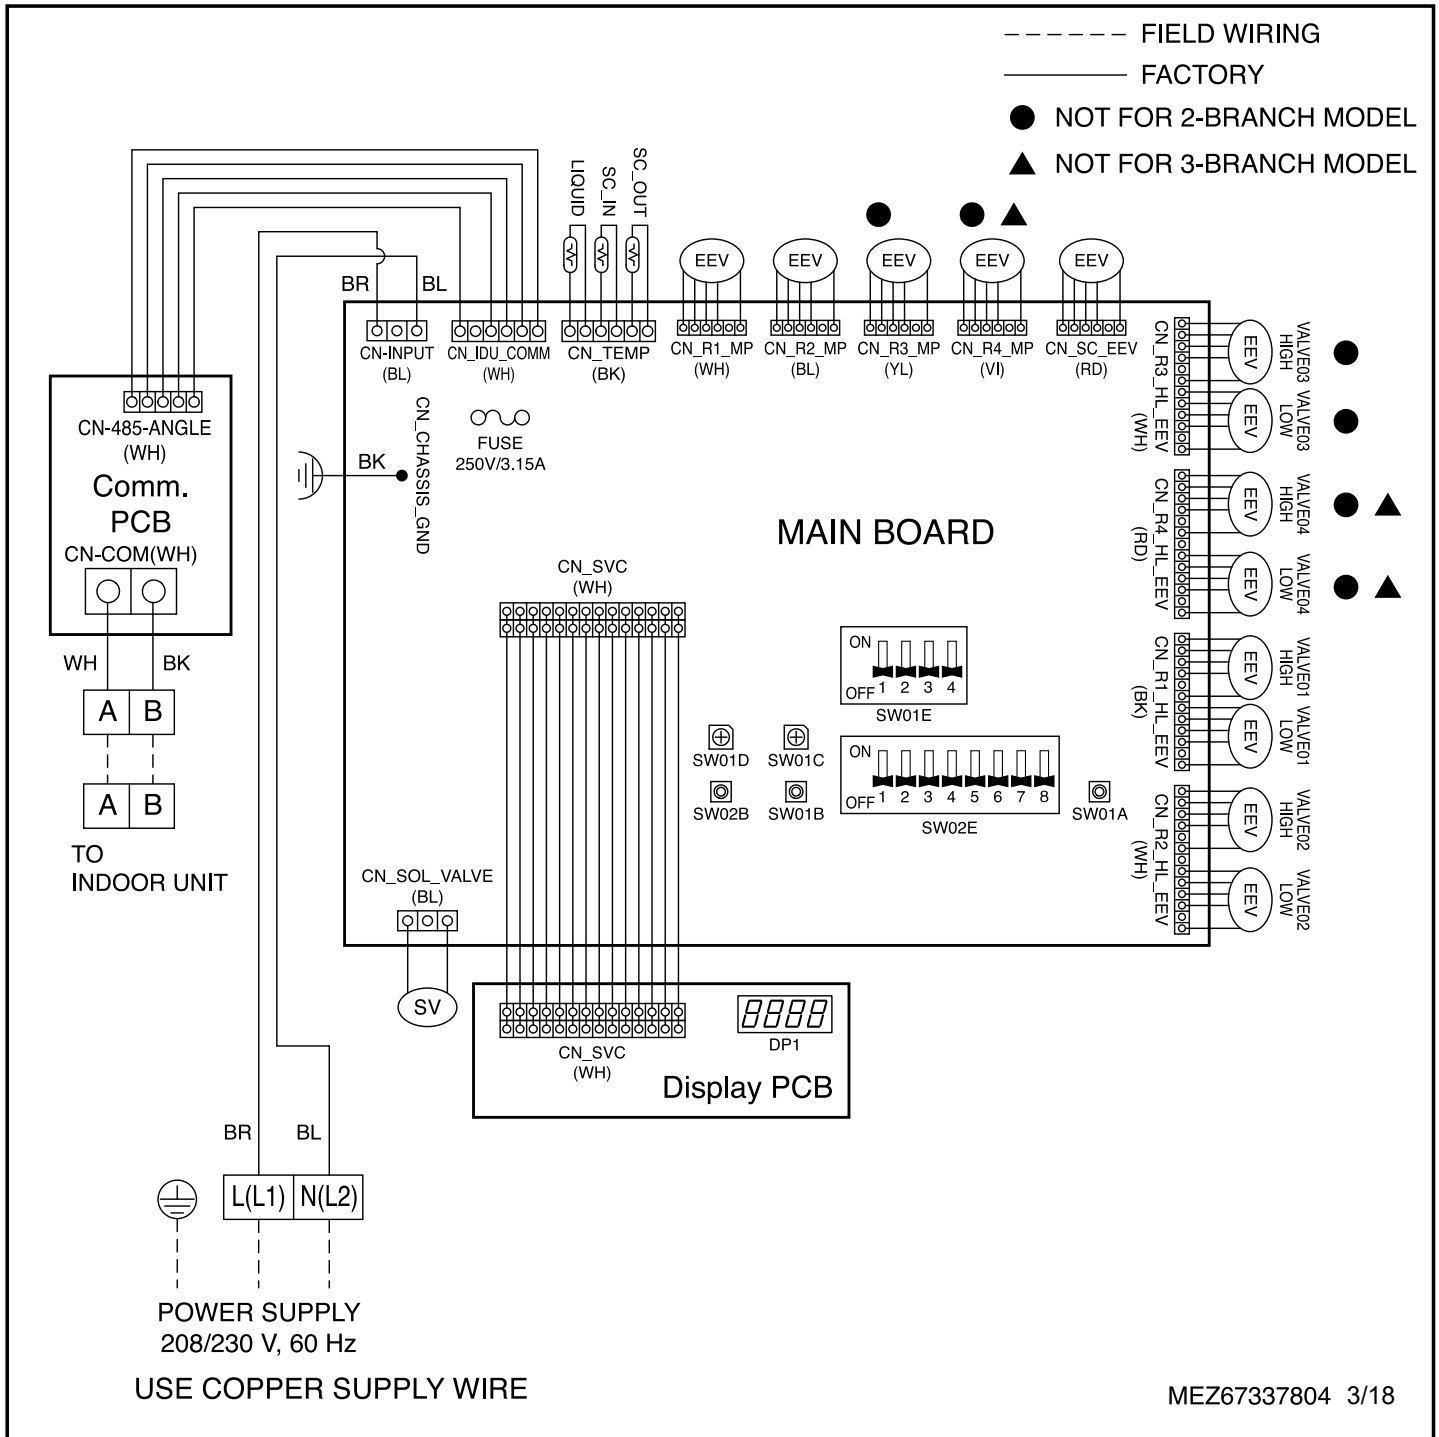 FIELD WIRING
FACTORY
NOT FOR 2-BRANCH MODEL
NOT FOR 3-BRANCH MODEL
LIQUID
SC_IN
SC_OUT
EEV
EEV
EEV
EEV
EEV
BR
BL
CN-INPUT
(BL)
CN_IDU_COMM
(WH)
CN_TEMP
(BK)
CN_R1_MP
(WH)
CN_R2_MP
(BL)
CN_R3_MP
(YL)
CN_R4_MP
(VI)
CN_SC_EEV
(RD)
CN_R3_HL_EEV
(WH)
EEV
VALVE03
HIGH
EEV
VALVE03
LOW
CN-485-ANGLE
(WH)
Comm.
PCB
CN-COM(WH)
BK
CN_CHASSIS_GND
FUSE
250V/3.15A
MAIN BOARD
CN_R4_HL_EEV
(RD)
EEV
VALVE04
HIGH
EEV
VALVE04
LOW
CN_SVC
(WH)
WH
BK
A B
A B
TO
INDOOR UNIT
ON
OFF
1 2 3 4
SW01E
CN_R1_HL_EEV
(BK)
EEV
VALVE01
HIGH
EEV
VALVE01
LOW
SW01D
SW01C
SW02B
SW01B
ON
OFF
1 2 3 4 5 6 7 8
SW02E
SW01A
CN_R2_HL_EEV
(WH)
EEV
VALVE02
HIGH
EEV
VALVE02
LOW
CN_SOL_VALVE
(BL)
SV
CN_SVC
(WH)
8888
DP1
Display PCB
BR
BL
L(L1) N(L2)
POWER SUPPLY
208/230 V, 60 Hz
USE COPPER SUPPLY WIRE
MEZ67337804 3/18